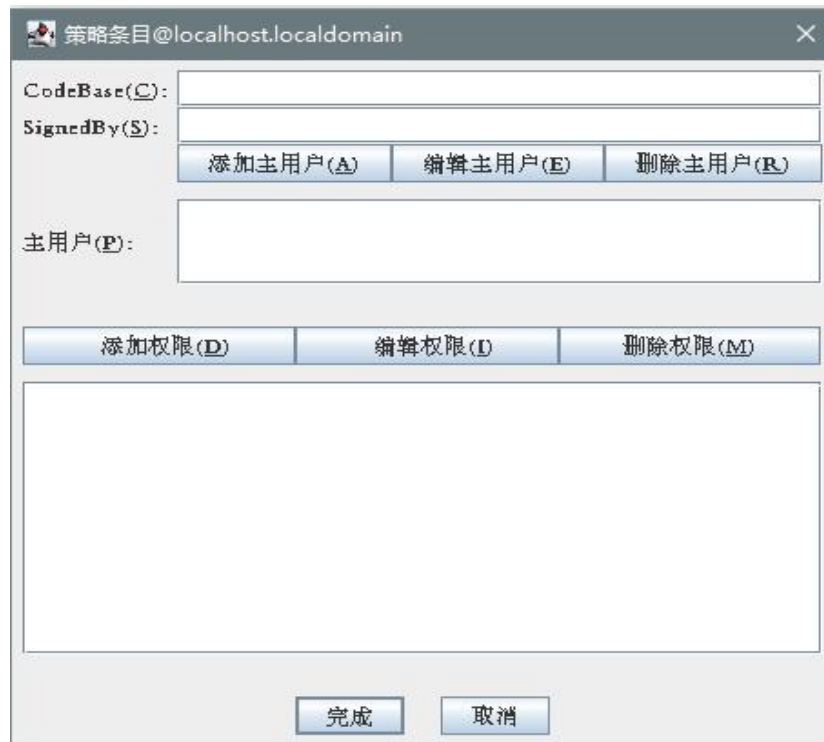 策略条目@localhost.localdomain
CodeBase(C):
SignedBy(S):
添加主用户(A) 编辑主用户(E) 删除主用户(R)
主用户(P):
添加权限(D) 编辑权限(I) 删除权限(M)
完成 取消